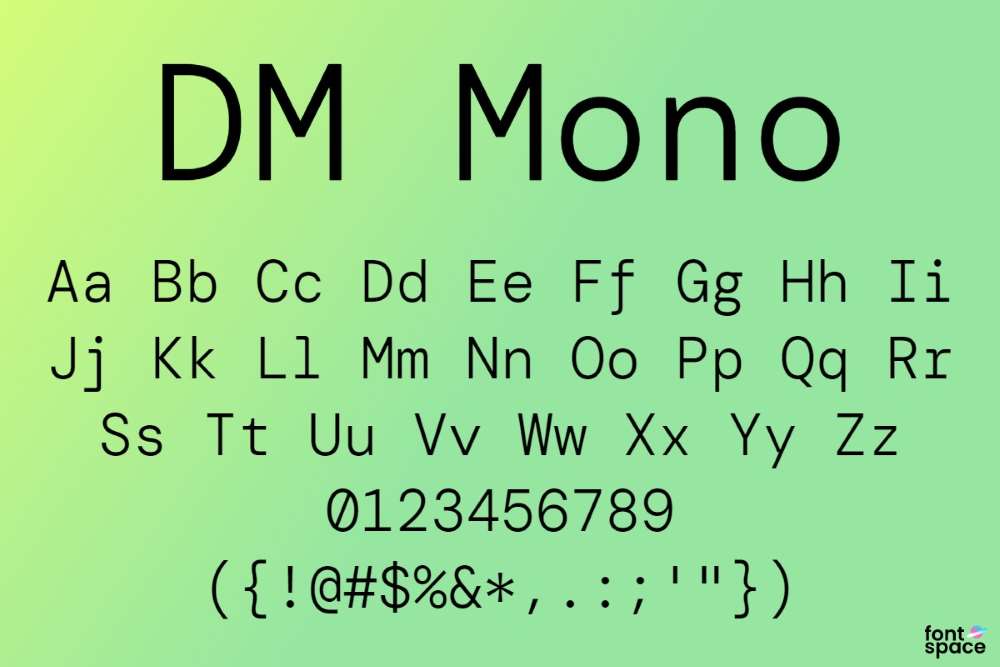 DM Mono
Aa Bb Cc Dd Ee Ff Gg Hh Ii
Jj Kk Ll Mm Nn Oo Pp Qq Rr
Ss Tt Uu Vv Ww Xx Yy Zz
0123456789
({!@#$%&*,.:;'"})
font
space